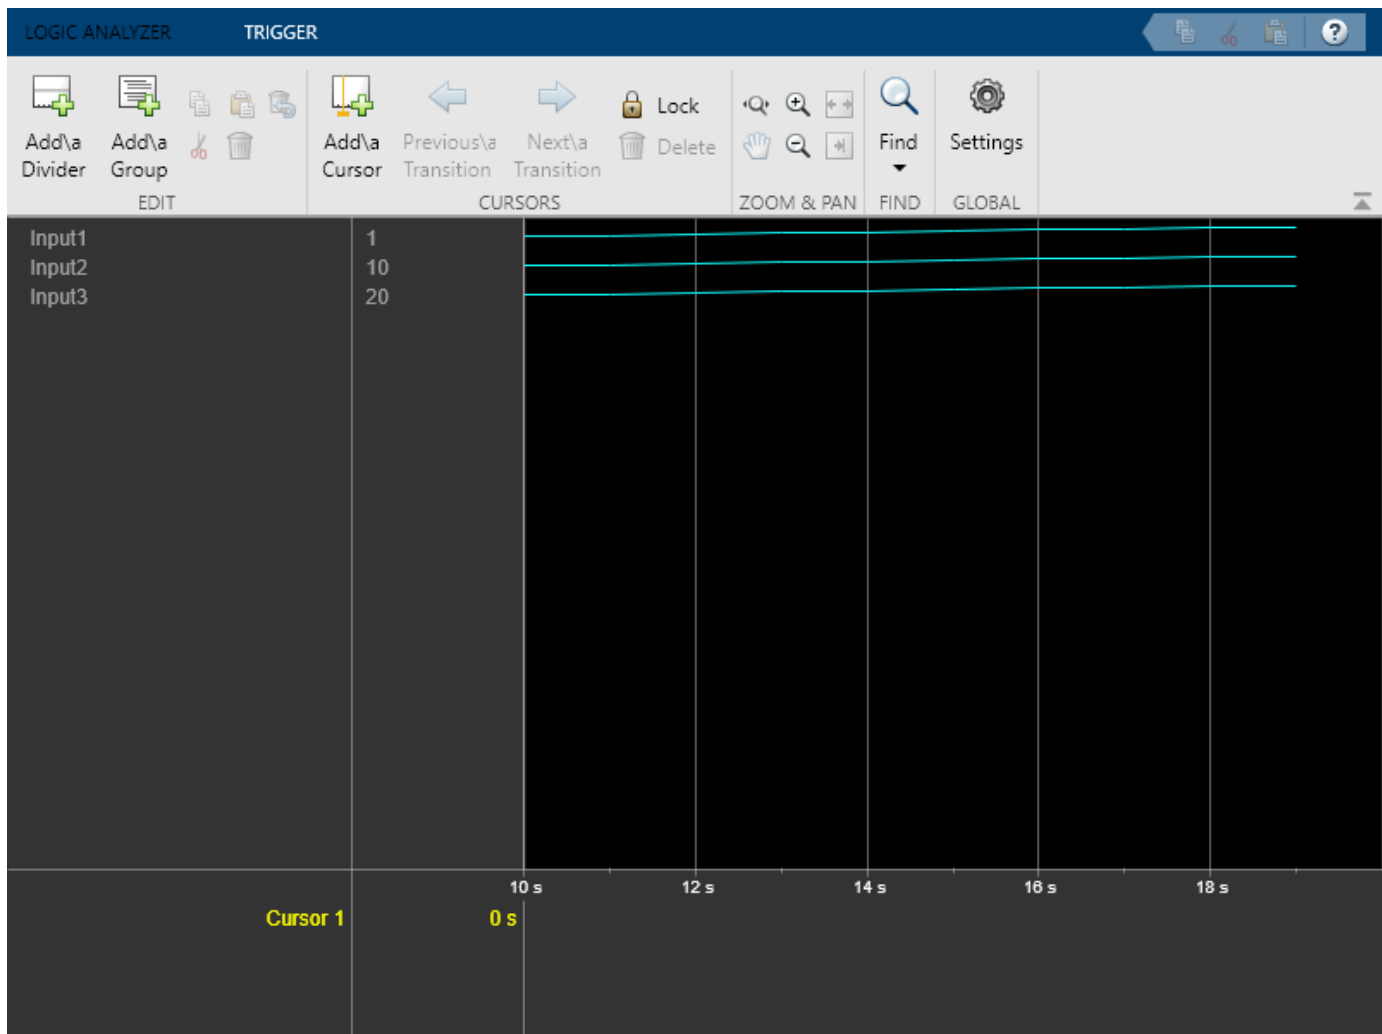 LOGIC ANALYZER TRIGGER
?
Add\a Divider
Add\a Group
Add\a Cursor
Previous\a Transition
Next\a Transition
Lock
Delete
Find
Settings
EDIT CURSORS ZOOM & PAN FIND GLOBAL
Input1 1
Input2 10
Input3 20
10 s 12 s 14 s 16 s 18 s
Cursor 1 0 s